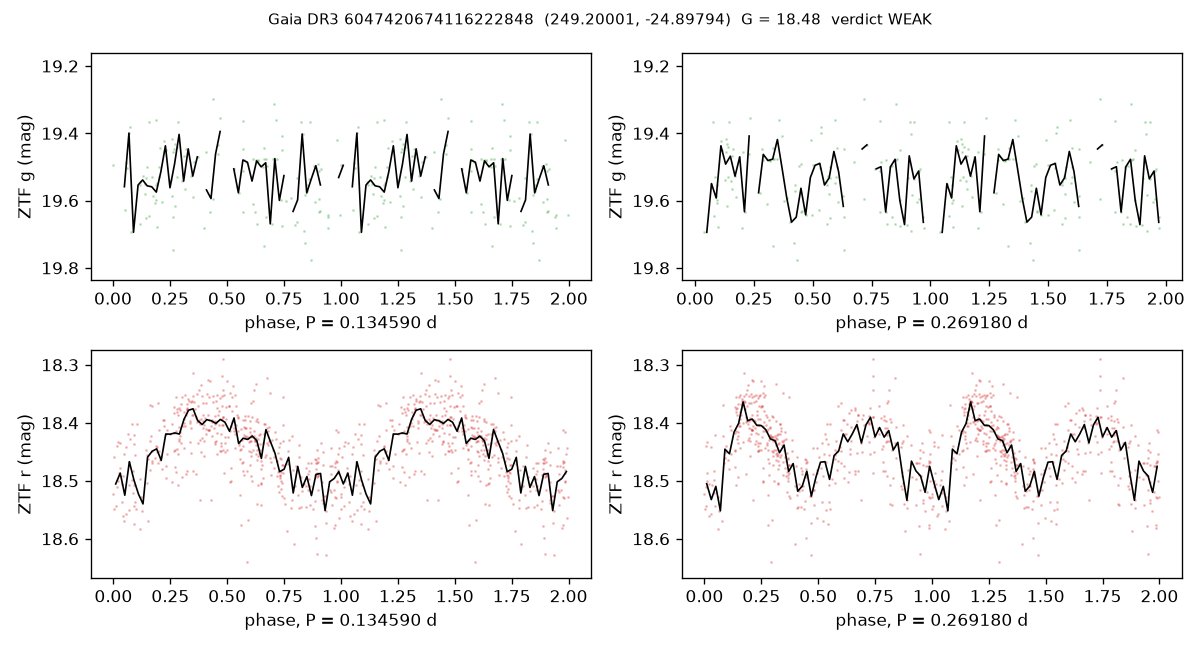 Gaia DR3 6047420674116222848 (249.20001, -24.89794) G = 18.48 verdict WEAK
ZTF g (mag)
19.2
19.4
19.6
19.8
0.00 0.25 0.50 0.75 1.00 1.25 1.50 1.75 2.00
phase, P = 0.134590 d
ZTF g (mag)
19.2
19.4
19.6
19.8
0.00 0.25 0.50 0.75 1.00 1.25 1.50 1.75 2.00
phase, P = 0.269180 d
ZTF r (mag)
18.3
18.4
18.5
18.6
0.00 0.25 0.50 0.75 1.00 1.25 1.50 1.75 2.00
phase, P = 0.134590 d
ZTF r (mag)
18.3
18.4
18.5
18.6
0.00 0.25 0.50 0.75 1.00 1.25 1.50 1.75 2.00
phase, P = 0.269180 d